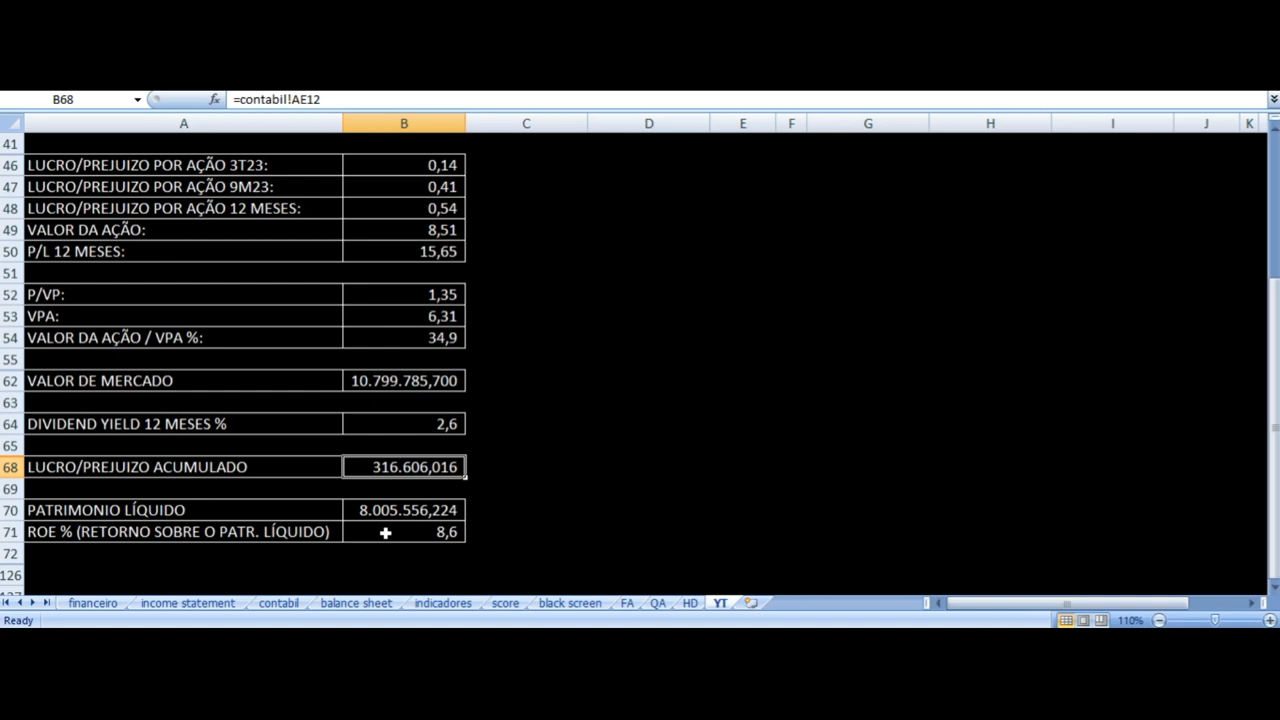 B68 fx =contabil!AE12
A B C D E F G H I J K
41
46 LUCRO/PREJUIZO POR AÇÃO 3T23: 0,14
47 LUCRO/PREJUIZO POR AÇÃO 9M23: 0,41
48 LUCRO/PREJUIZO POR AÇÃO 12 MESES: 0,54
49 VALOR DA AÇÃO: 8,51
50 P/L 12 MESES: 15,65
51
52 P/VP: 1,35
53 VPA: 6,31
54 VALOR DA AÇÃO / VPA %: 34,9
55
62 VALOR DE MERCADO 10.799.785,700
63
64 DIVIDEND YIELD 12 MESES % 2,6
65
68 LUCRO/PREJUIZO ACUMULADO 316.606,016
69
70 PATRIMONIO LÍQUIDO 8.005.556,224
71 ROE % (RETORNO SOBRE O PATR. LÍQUIDO) 8,6
72
126
financeiro income statement contabil balance sheet indicadores score black screen FA QA HD YT
Ready 110%